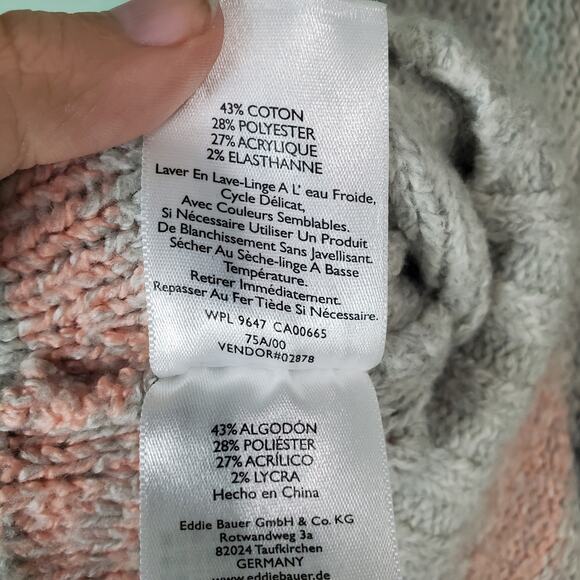 43% COTON
28% POLYESTER
27% ACRYLIQUE
2% ELASTHANNE
Laver En Lave-Linge A L' eau Froide,
Cycle Délicat,
Avec Couleurs Semblables.
Si Nécessaire Utiliser Un Produit
De Blanchissement Sans Javellisant.
Sécher Au Sèche-linge A Basse
Température.
Retirer Immédiatement.
Repasser Au Fer Tiède Si Nécessaire.
WPL 9647 CA00665
75A/00
VENDOR#02878
43% ALGODÓN
28% POLIÉSTER
27% ACRÍLICO
2% LYCRA
Hecho en China
Eddie Bauer GmbH & Co. KG
Rotwandweg 3a
82024 Taufkirchen
GERMANY
www.eddiebauer.de